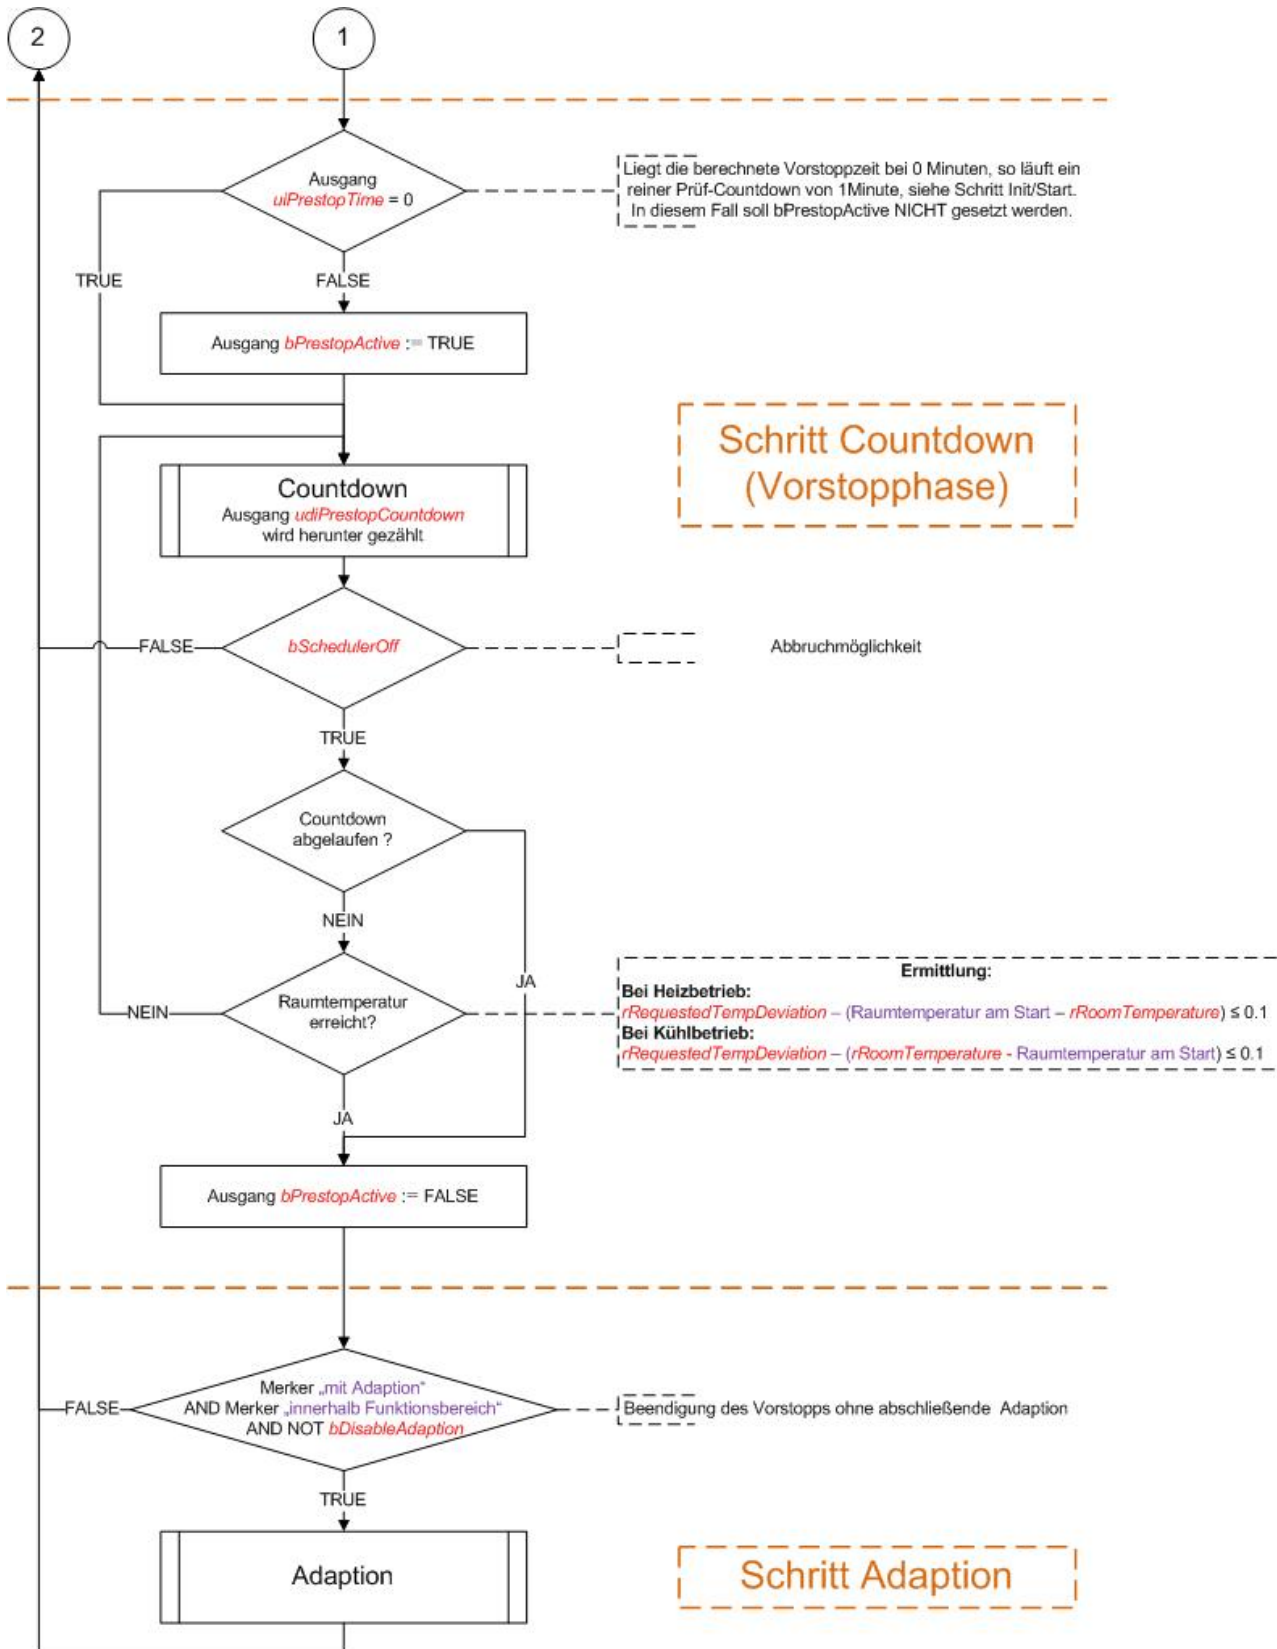 2
1
Ausgang
uiPrestopTime = 0
Liegt die berechnete Vorstoppzeit bei 0 Minuten, so läuft ein
reiner Prüf-Countdown von 1Minute, siehe Schritt Init/Start.
In diesem Fall soll bPrestopActive NICHT gesetzt werden.
TRUE
FALSE
Ausgang bPrestopActive := TRUE
Schritt Countdown
(Vorstopphase)
Countdown
Ausgang udiPrestopCountdown
wird herunter gezählt
FALSE
bSchedulerOff
Abbruchmöglichkeit
TRUE
Countdown
abgelaufen ?
NEIN
JA
NEIN
Raumtemperatur
erreicht?
Ermittlung:
Bei Heizbetrieb:
rRequestedTempDeviation – (Raumtemperatur am Start – rRoomTemperature) ≤ 0.1
Bei Kühlbetrieb:
rRequestedTempDeviation – (rRoomTemperature - Raumtemperatur am Start) ≤ 0.1
JA
Ausgang bPrestopActive := FALSE
FALSE
Merker „mit Adaption“
AND Merker „innerhalb Funktionsbereich“
AND NOT bDisableAdaption
Beendigung des Vorstopps ohne abschließende Adaption
TRUE
Adaption
Schritt Adaption